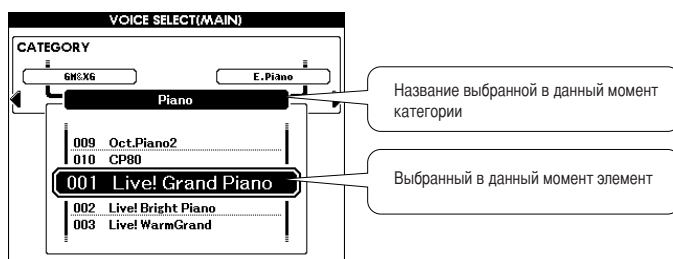 VOICE SELECT(MAIN)
CATEGORY
GM&XG
E.Piano
Piano
Название выбранной в данный момент
категории
009 Oct.Piano2
010 CP80
001 Live! Grand Piano
Выбранный в данный момент элемент
002 Live! Bright Piano
003 Live! WarmGrand